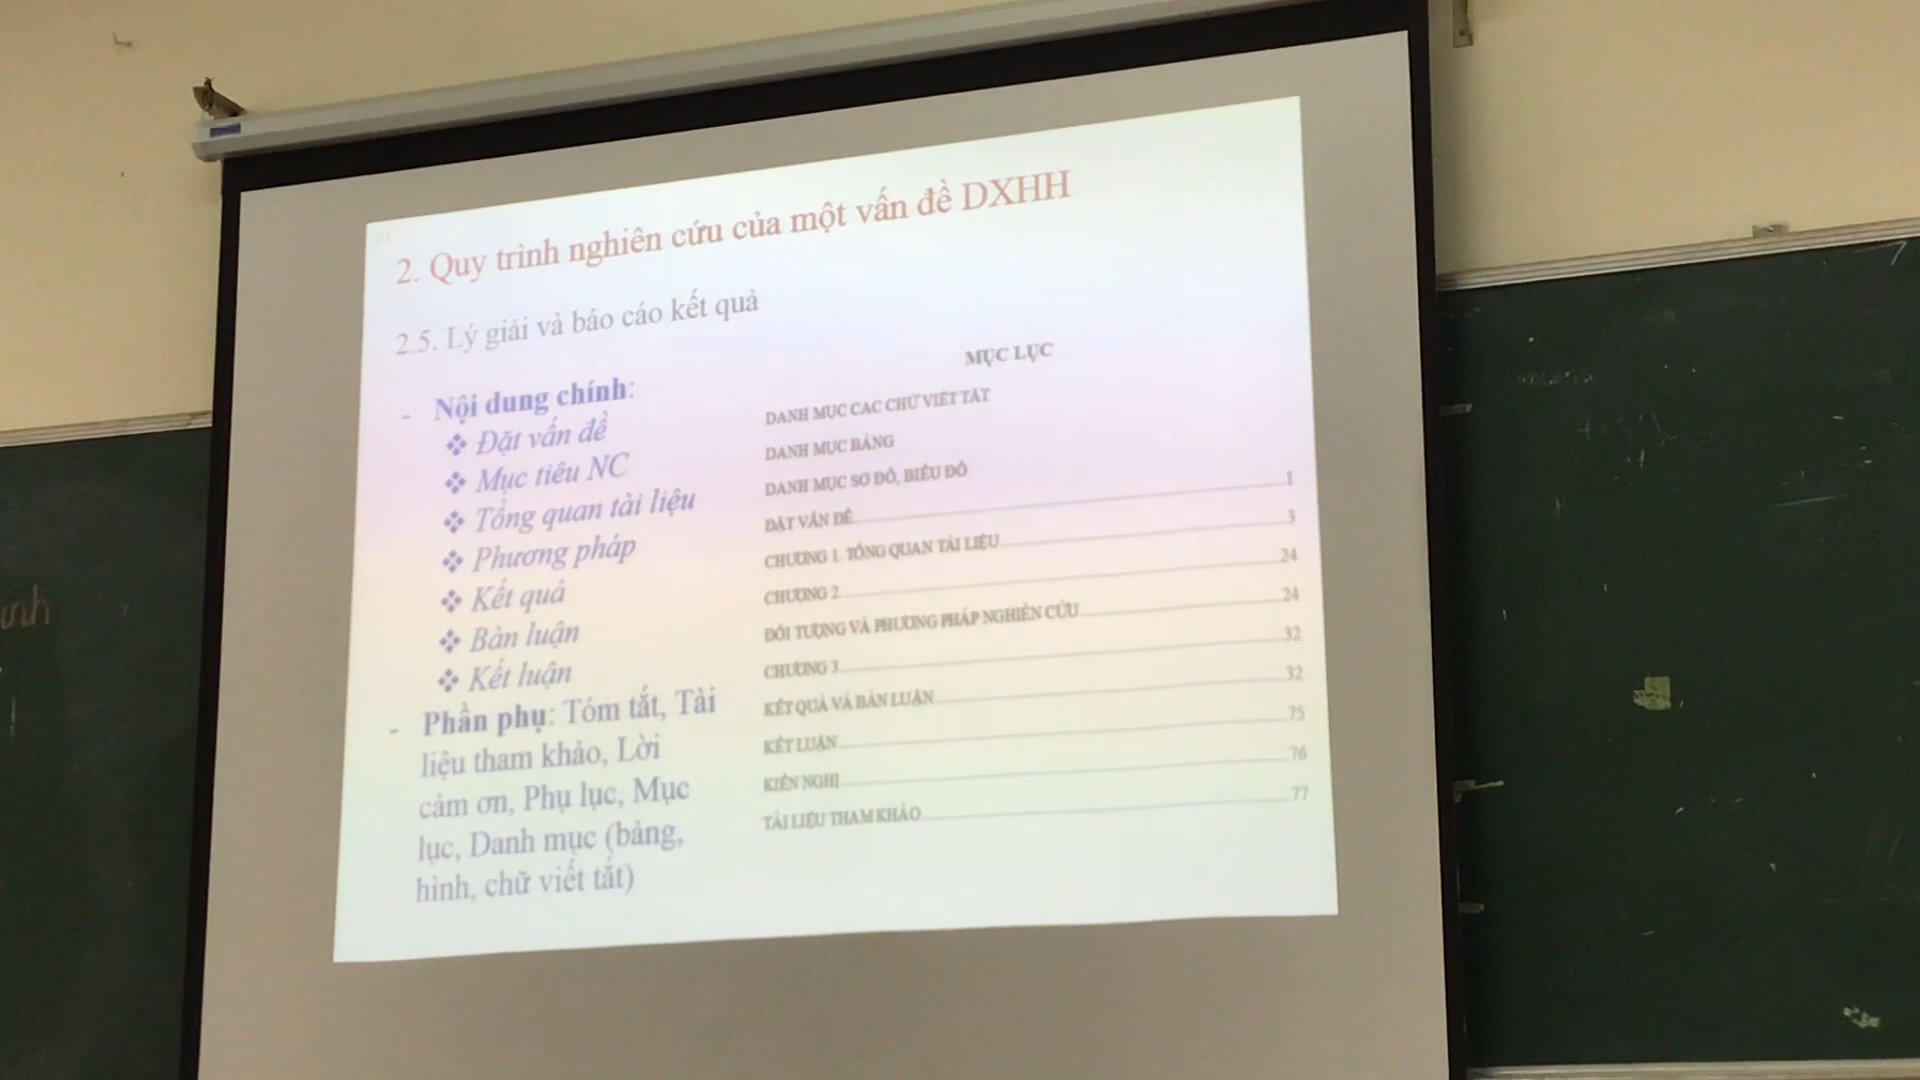 2. Quy trình nghiên cứu của một vấn đề DXHH
2.5. Lý giải và báo cáo kết quả
- Nội dung chính:
❖ Đặt vấn đề
❖ Mục tiêu NC
❖ Tổng quan tài liệu
❖ Phương pháp
❖ Kết quả
❖ Bàn luận
❖ Kết luận
- Phần phụ: Tóm tắt, Tài
liệu tham khảo, Lời
cảm ơn, Phụ lục, Mục
lục, Danh mục (bảng,
hình, chữ viết tắt)
MỤC LỤC
DANH MỤC CÁC CHỮ VIẾT TẮT
DANH MỤC BẢNG
DANH MỤC SƠ ĐỒ, BIỂU ĐỒ
ĐẶT VẤN ĐỀ 1
CHƯƠNG 1. TỔNG QUAN TÀI LIỆU 3
CHƯƠNG 2 24
ĐỐI TƯỢNG VÀ PHƯƠNG PHÁP NGHIÊN CỨU 24
CHƯƠNG 3 32
KẾT QUẢ VÀ BÀN LUẬN 32
KẾT LUẬN 75
KIẾN NGHỊ 76
TÀI LIỆU THAM KHẢO 77